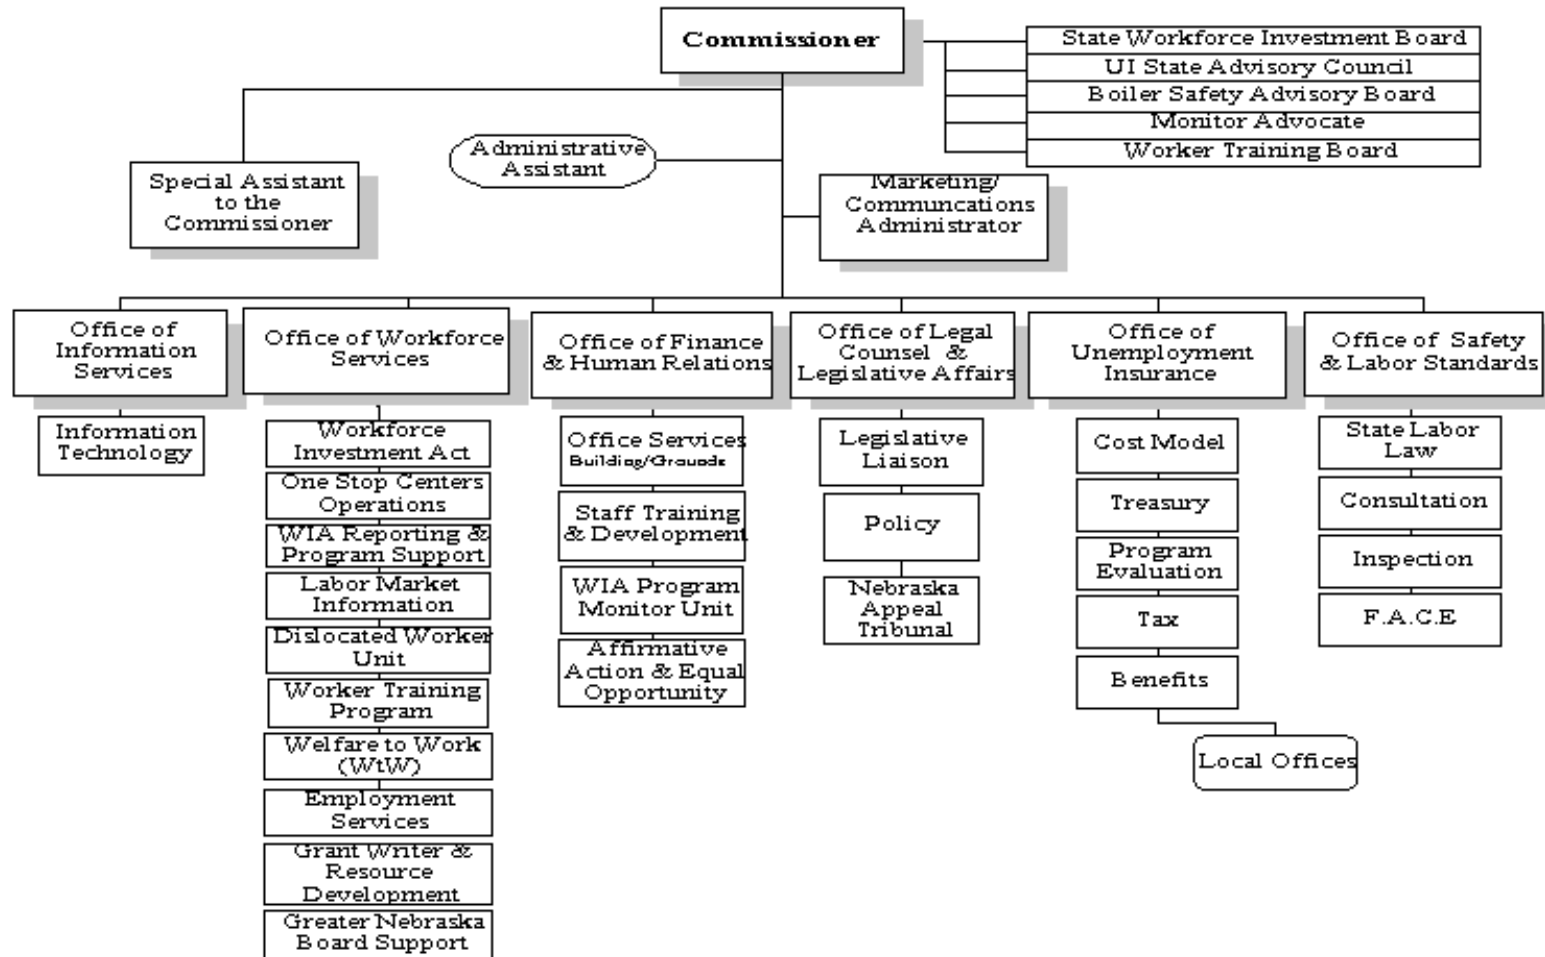 Commissioner
State Workforce Investment Board
UI State Advisory Council
Boiler Safety Advisory Board
Monitor Advocate
Worker Training Board
Administrative
Assistant
Special Assistant
to the
Commissioner
Marketing/
Communcations
Administrator
Office of
Information
Services
Information
Technology
Office of Workforce
Services
Workforce
Investment Act
One Stop Centers
Operations
WIA Reporting &
Program Support
Labor Market
Information
Dislocated Worker
Unit
Worker Training
Program
Welfare to Work
(WtW)
Employment
Services
Grant Writer &
Resource
Development
Greater Nebraska
Board Support
Office of Finance
& Human Relations
Office Services
Building/Grounds
Staff Training
& Development
WIA Program
Monitor Unit
Affirmative
Action & Equal
Opportunity
Office of Legal
Counsel &
Legislative Affairs
Legislative
Liaison
Policy
Nebraska
Appeal
Tribunal
Office of
Unemployment
Insurance
Cost Model
Treasury
Program
Evaluation
Tax
Benefits
Local Offices
Office of Safety
& Labor Standards
State Labor
Law
Consultation
Inspection
F.A.C.E